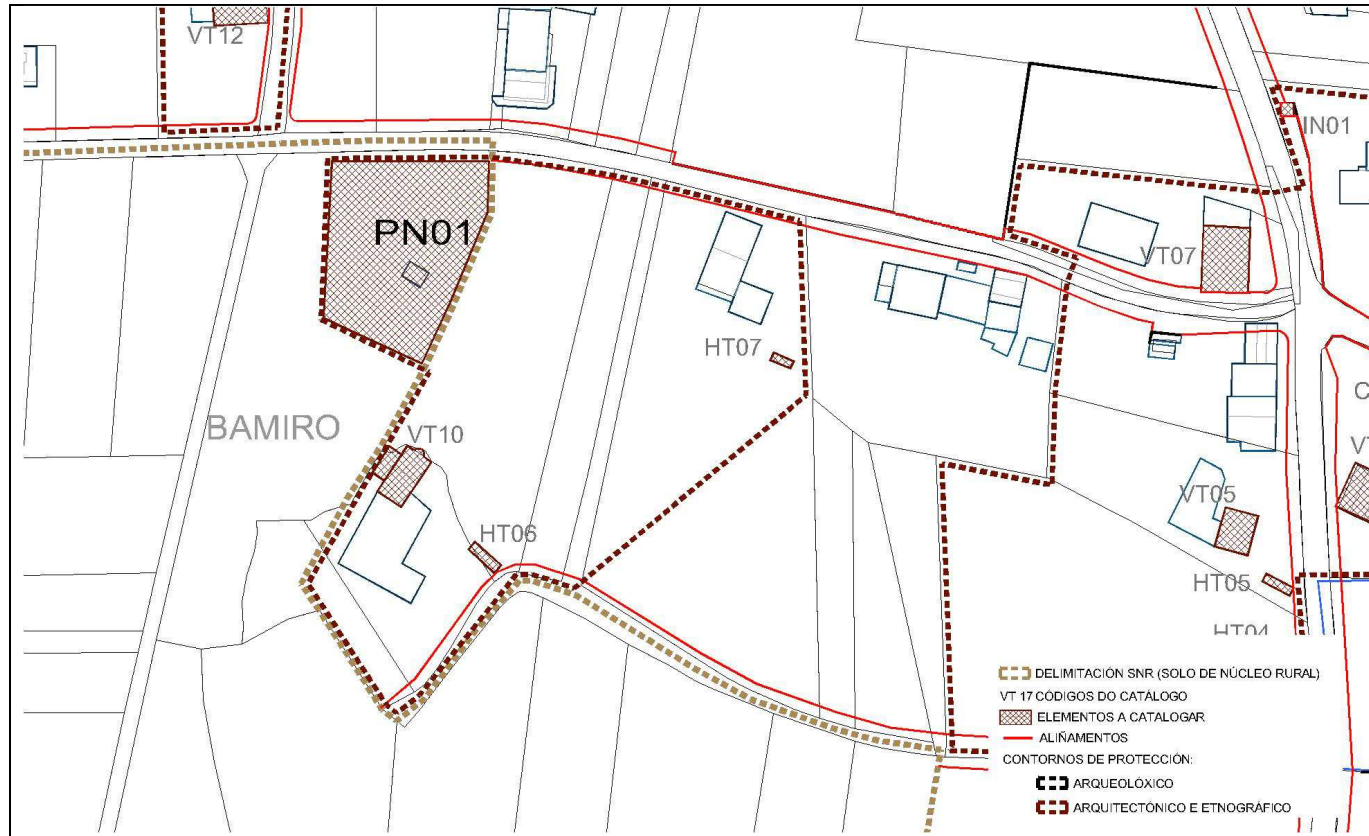 VT12
IN01
PN01
VT07
HT07
C
BAMIRO
VT10
VT
VT05
HT06
HT05
HT04
DELIMITACIÓN SNR (SOLO DE NÚCLEO RURAL)
VT 17 CÓDIGOS DO CATÁLOGO
ELEMENTOS A CATALOGAR
ALIÑAMENTOS
CONTORNOS DE PROTECCIÓN:
ARQUEOLÓXICO
ARQUITECTÓNICO E ETNOGRÁFICO